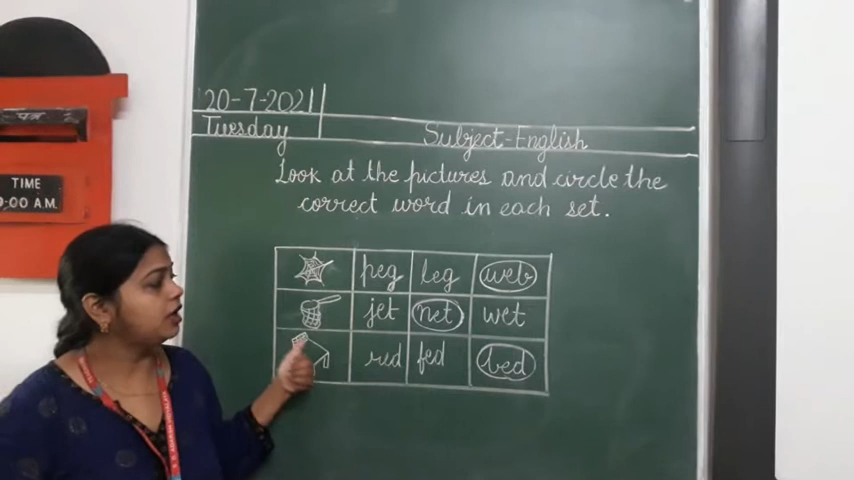 20-7-2021
Tuesday
Subject-English
Look at the pictures and circle the
correct word in each set.
peg leg web
jet net wet
red fed bed
TIME
9:00 A.M